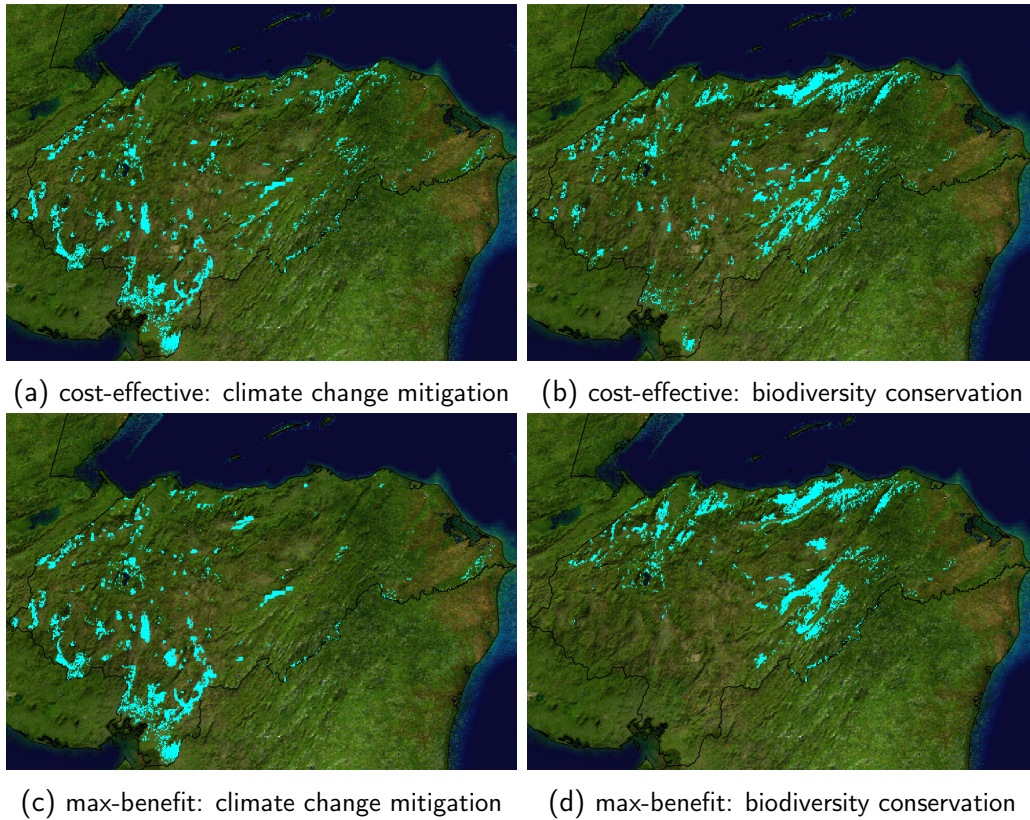 (a) cost-effective: climate change mitigation
(b) cost-effective: biodiversity conservation
(c) max-benefit: climate change mitigation
(d) max-benefit: biodiversity conservation